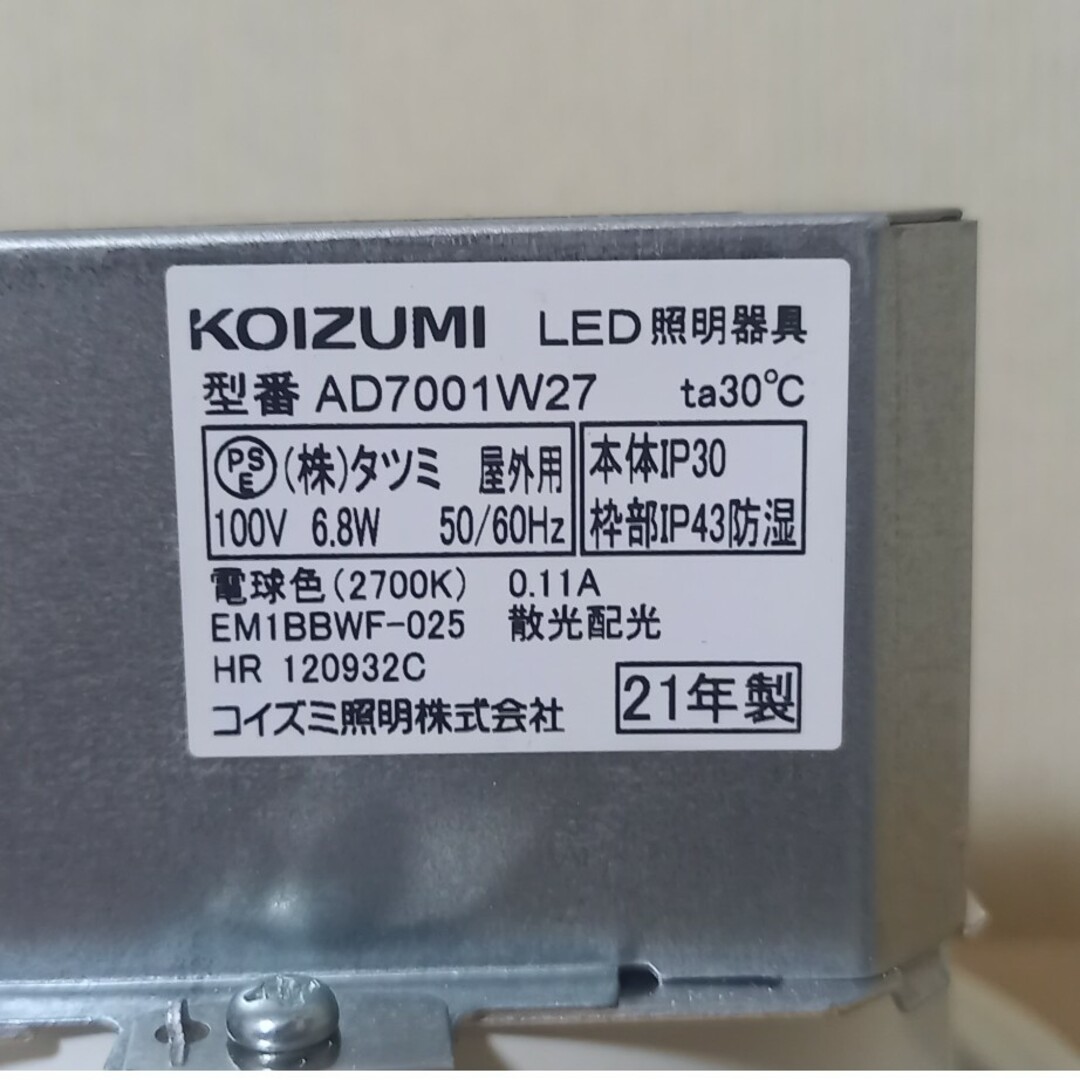 KOIZUMI LED照明器具
型番 AD7001W27 ta30℃
PSE (株)タツミ 屋外用
100V 6.8W 50/60Hz
本体IP30
枠部IP43防湿
電球色(2700K) 0.11A
EM1BBWF-025 散光配光
HR 120932C
コイズミ照明株式会社
21年製